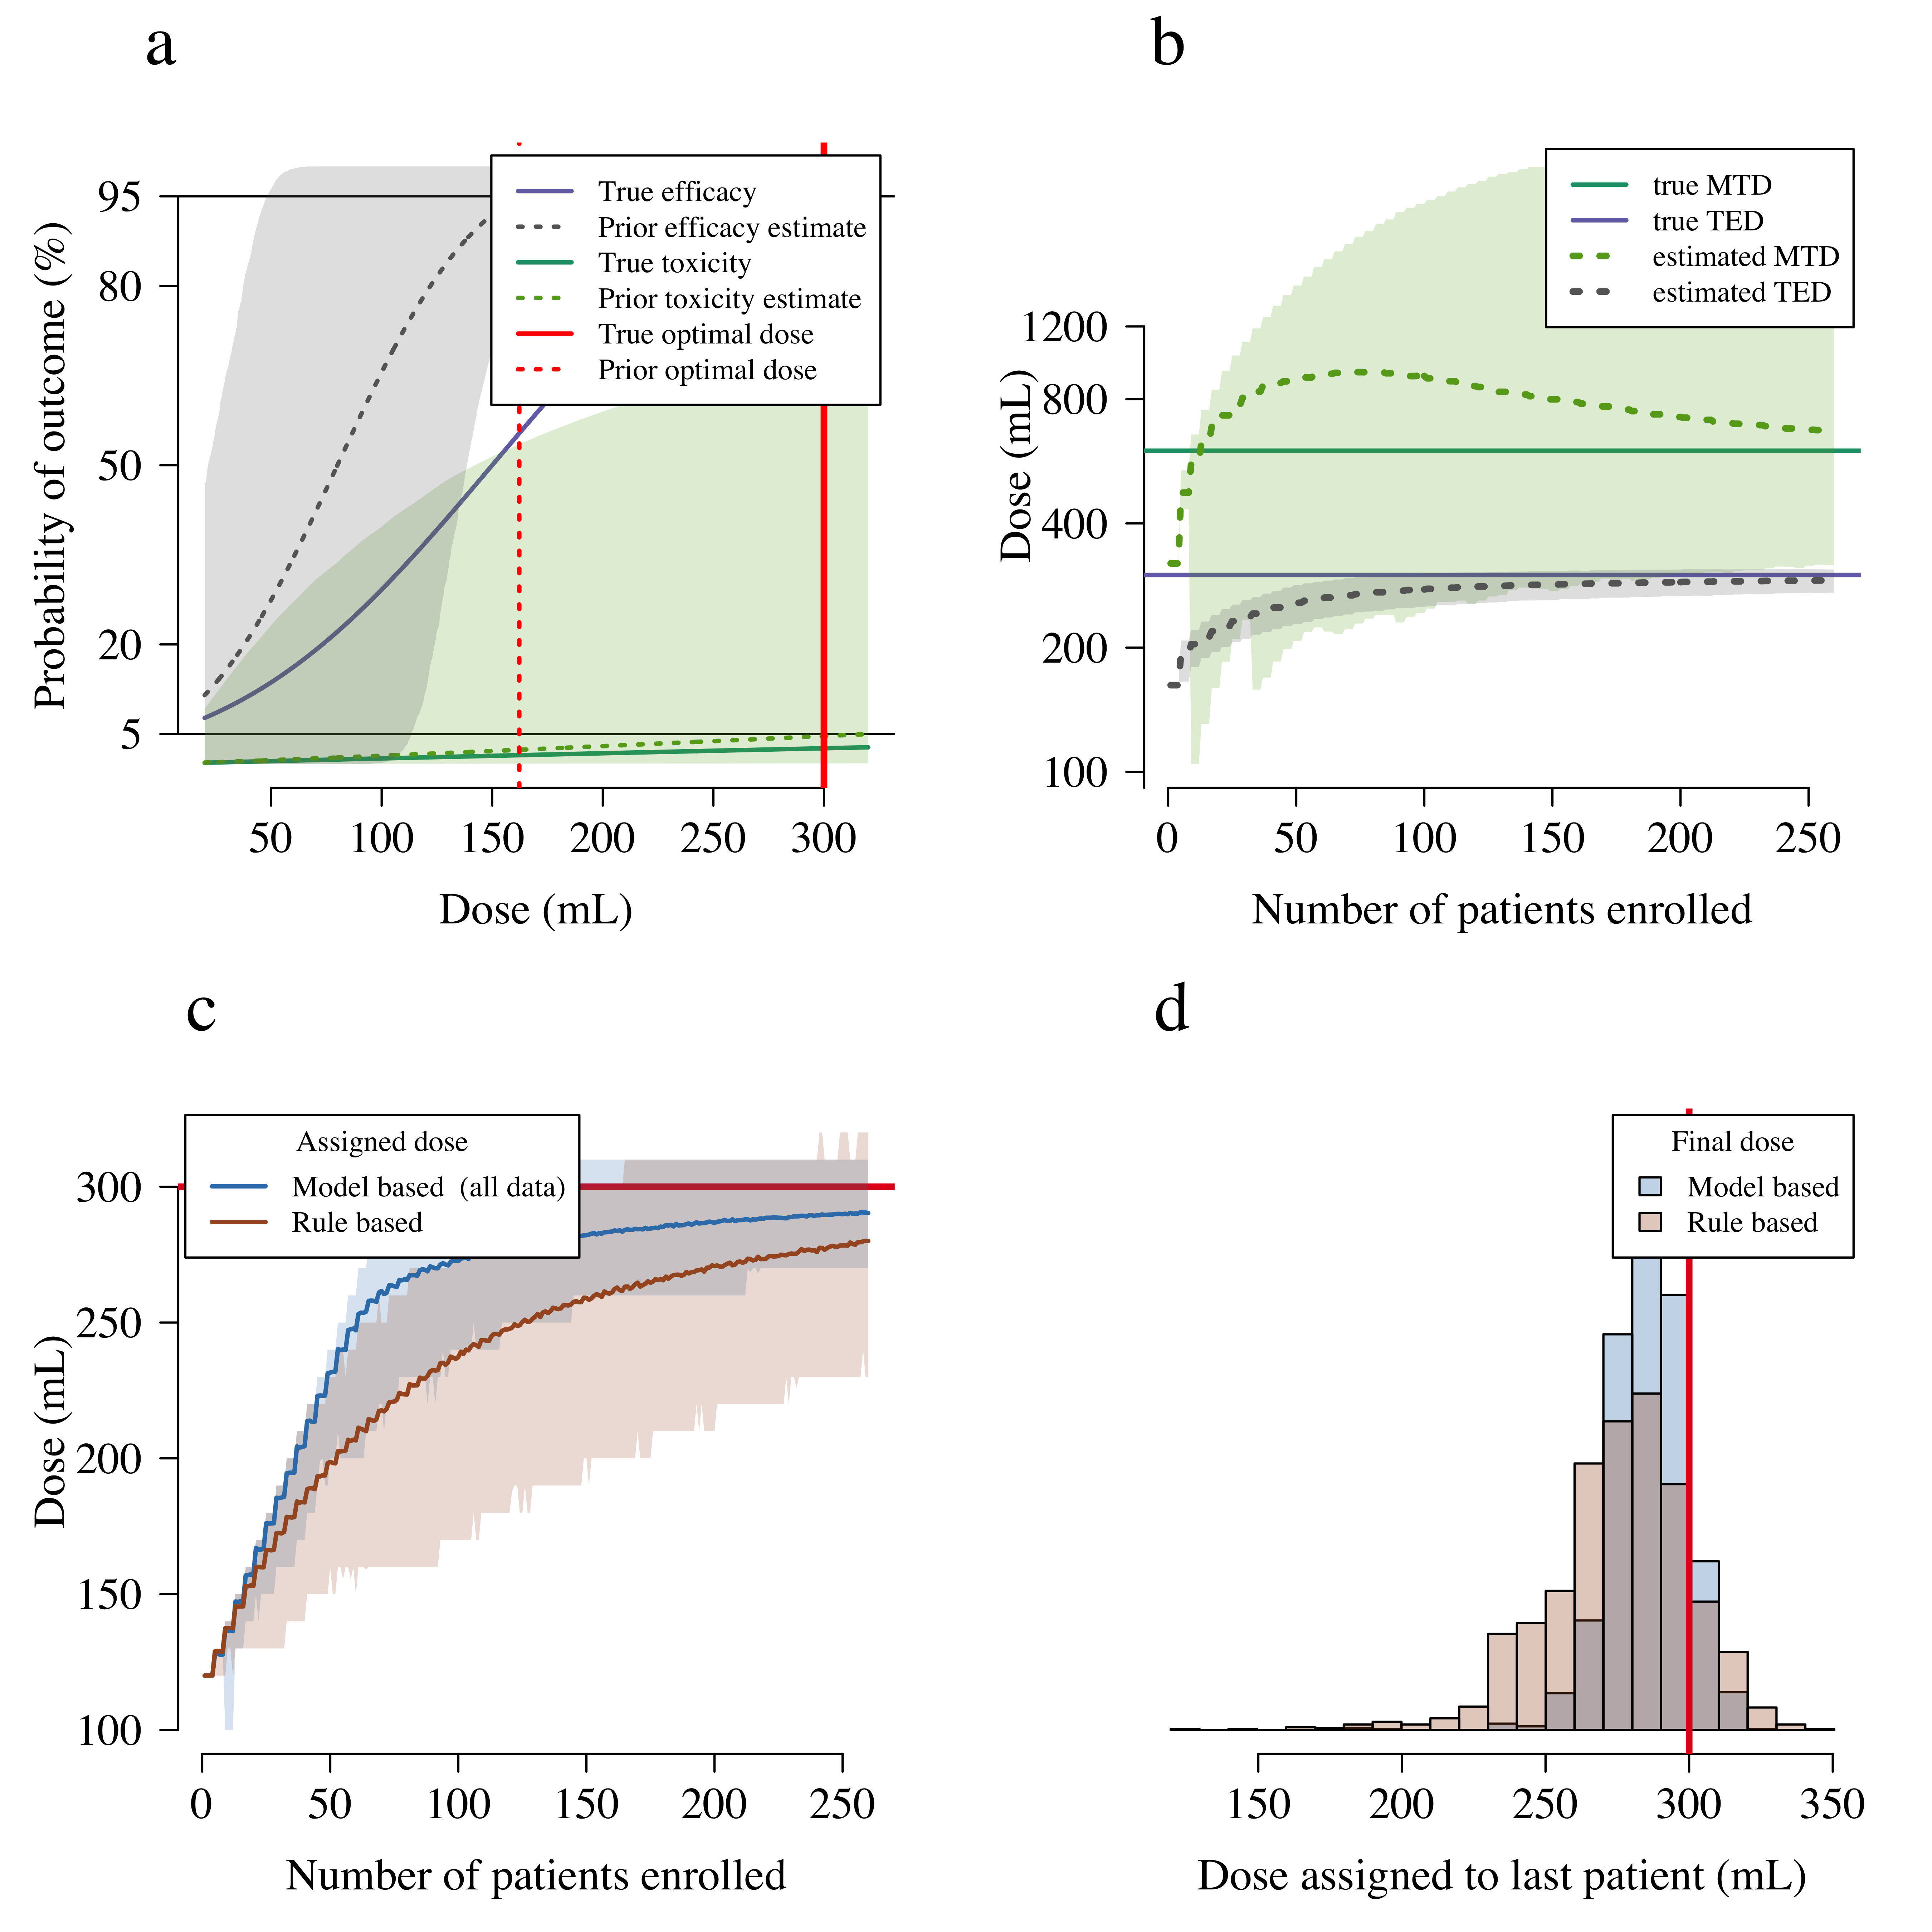 a
Probability of outcome (%)
95
80
50
20
5
True efficacy
Prior efficacy estimate
True toxicity
Prior toxicity estimate
True optimal dose
Prior optimal dose
50 100 150 200 250 300
Dose (mL)
b
Dose (mL)
1200
800
400
200
100
true MTD
true TED
estimated MTD
estimated TED
0 50 100 150 200 250
Number of patients enrolled
c
Dose (mL)
300
250
200
150
100
Assigned dose
Model based (all data)
Rule based
0 50 100 150 200 250
Number of patients enrolled
d
Final dose
Model based
Rule based
150 200 250 300 350
Dose assigned to last patient (mL)